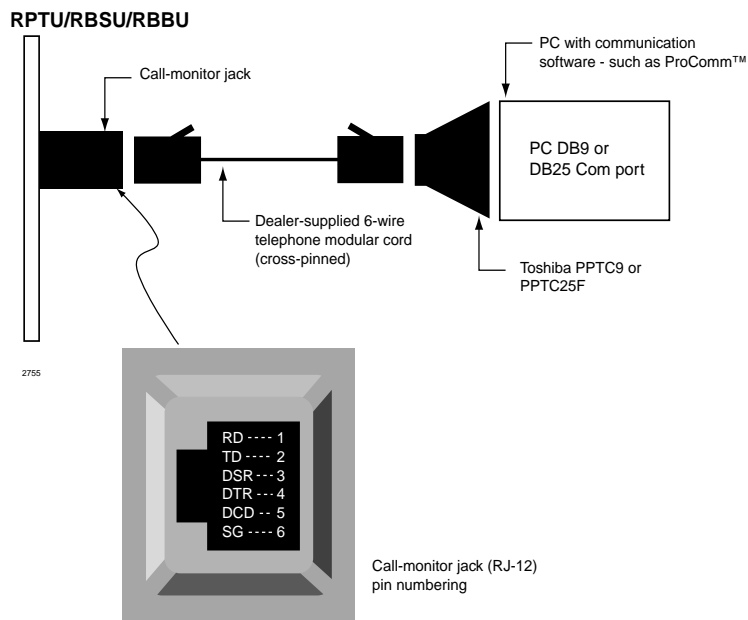 RPTU/RBSU/RBBU
Call-monitor jack
PC with communication
software - such as ProComm™
PC DB9 or
DB25 Com port
Dealer-supplied 6-wire
telephone modular cord
(cross-pinned)
Toshiba PPTC9 or
PPTC25F
2755
RD ---- 1
TD ---- 2
DSR --- 3
DTR --- 4
DCD -- 5
SG ---- 6
Call-monitor jack (RJ-12)
pin numbering